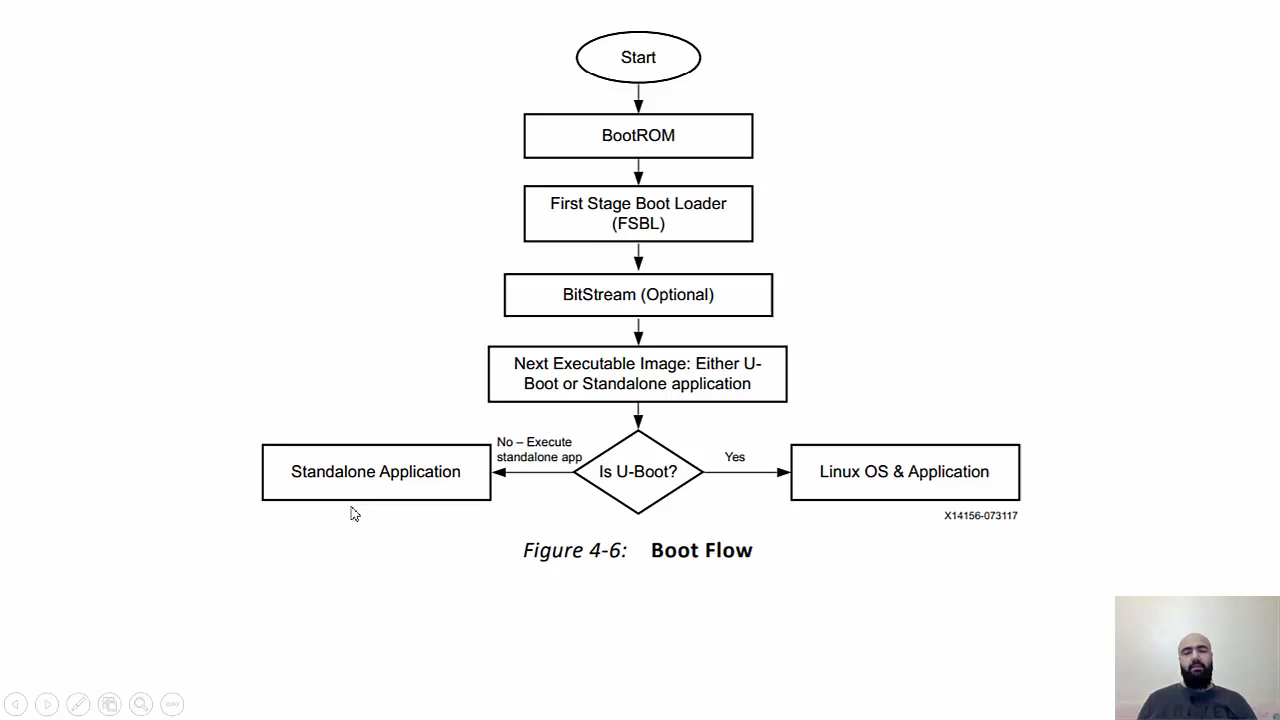 Start
BootROM
First Stage Boot Loader
(FSBL)
BitStream (Optional)
Next Executable Image: Either U-
Boot or Standalone application
No – Execute
standalone app
Standalone Application
Is U-Boot?
Yes
Linux OS & Application
X14156-073117
Figure 4-6: Boot Flow